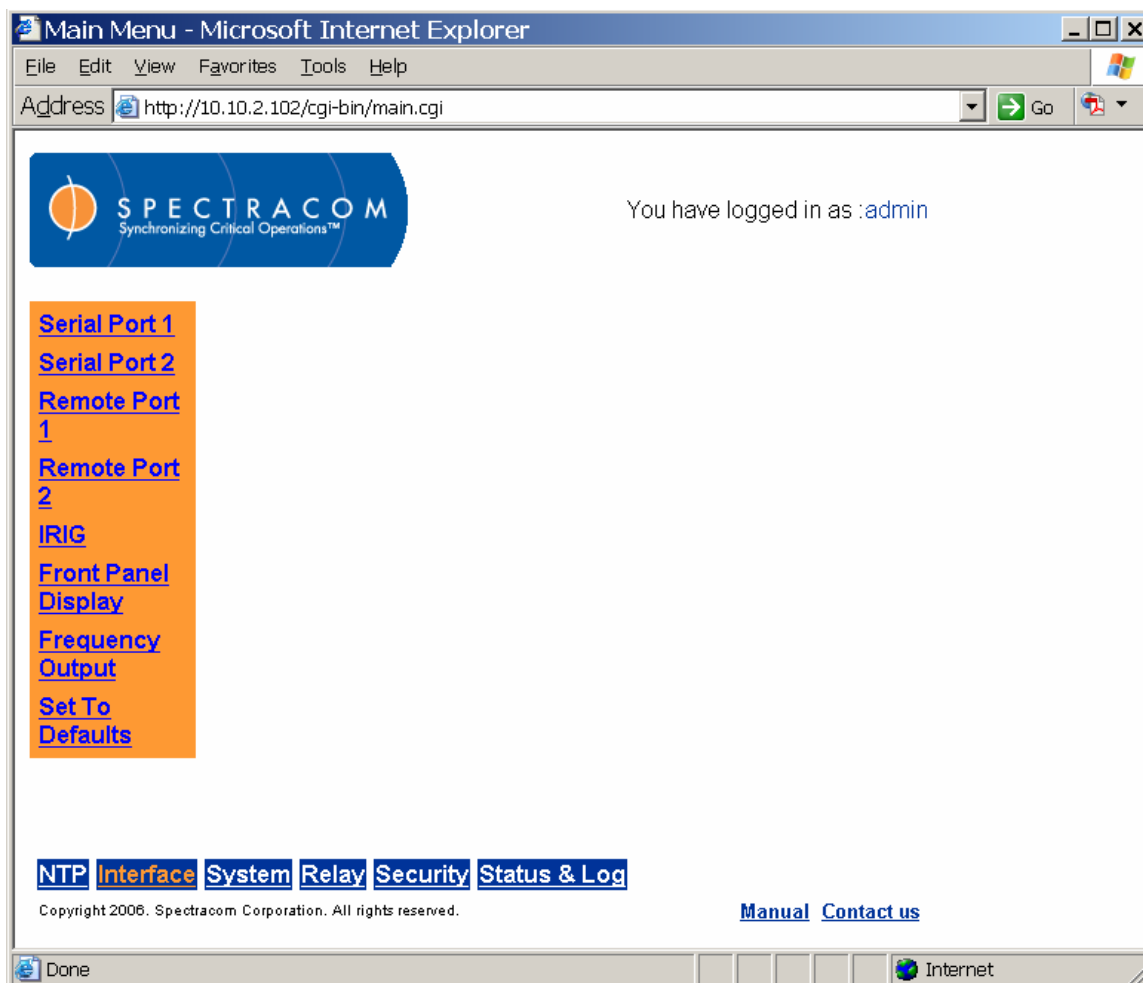 Main Menu - Microsoft Internet Explorer
File Edit View Favorites Tools Help
Address http://10.10.2.102/cgi-bin/main.cgi Go
SPECTRACOM
Synchronizing Critical Operations™
You have logged in as :admin
Serial Port 1
Serial Port 2
Remote Port
1
Remote Port
2
IRIG
Front Panel
Display
Frequency
Output
Set To
Defaults
NTP Interface System Relay Security Status & Log
Copyright 2006. Spectracom Corporation. All rights reserved.
Manual Contact us
Done
Internet